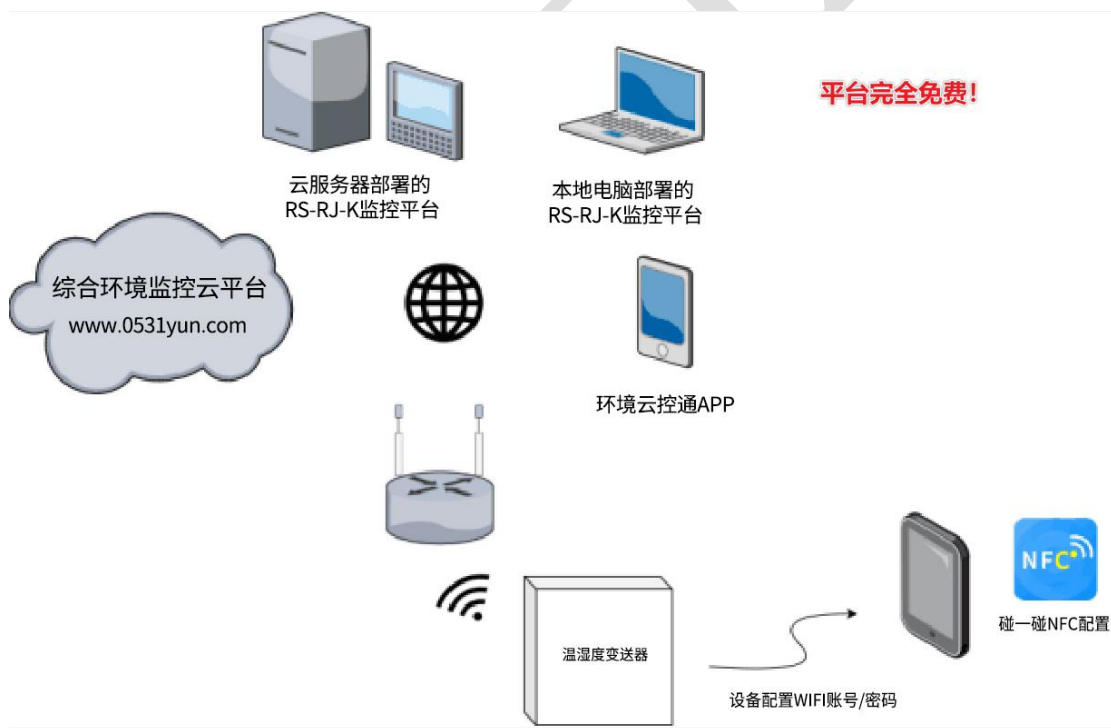 平台完全免费！
云服务器部署的
RS-RJ-K监控平台
本地电脑部署的
RS-RJ-K监控平台
综合环境监控云平台
www.0531yun.com
环境云控通APP
NFC
碰一碰NFC配置
温湿度变送器
设备配置WIFI账号/密码